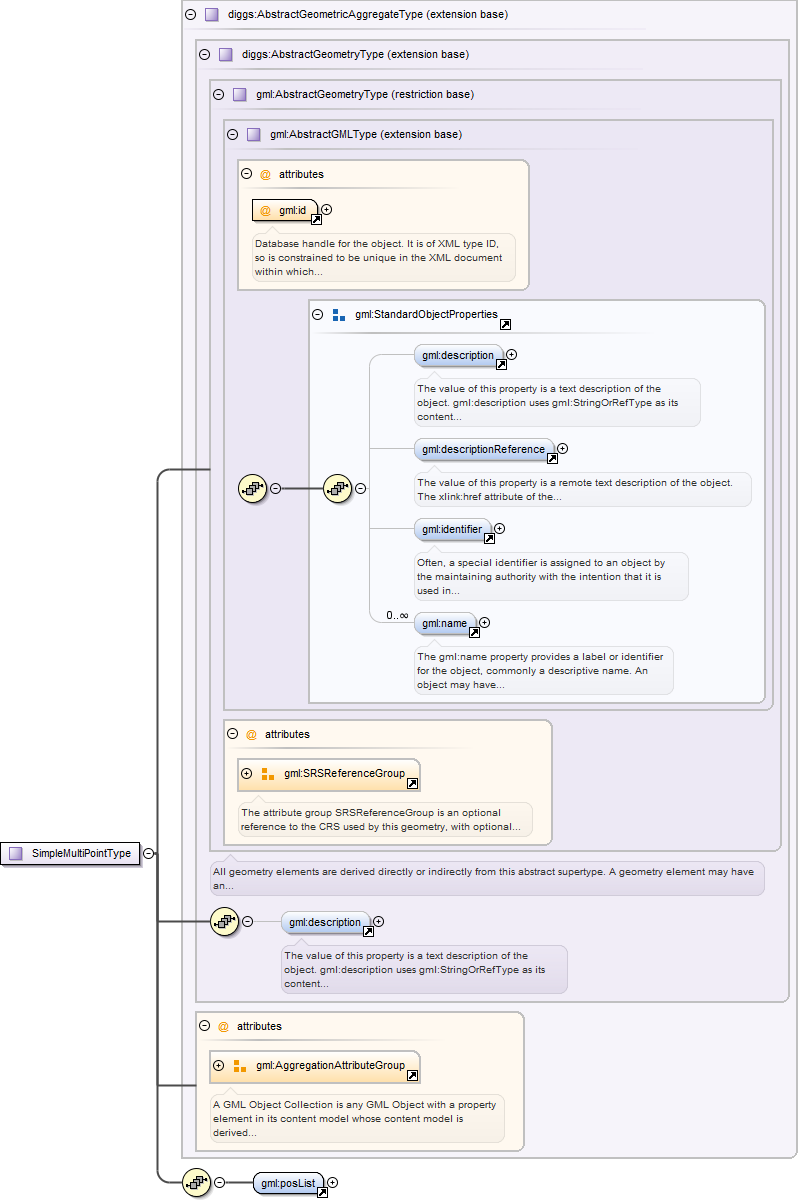 diggs:AbstractGeometricAggregateType (extension base)
diggs:AbstractGeometryType (extension base)
gml:AbstractGeometryType (restriction base)
gml:AbstractGMLType (extension base)
@ attributes
@ gml:id
Database handle for the object. It is of XML type ID,
so is constrained to be unique in the XML document
within which...
gml:StandardObjectProperties
gml:description
The value of this property is a text description of the
object. gml:description uses gml:StringOrRefType as its
content...
gml:descriptionReference
The value of this property is a remote text description of the object.
The xlink:href attribute of the...
gml:identifier
Often, a special identifier is assigned to an object by
the maintaining authority with the intention that it is
used in...
0..∞
gml:name
The gml:name property provides a label or identifier
for the object, commonly a descriptive name. An
object may have...
@ attributes
gml:SRSReferenceGroup
The attribute group SRSReferenceGroup is an optional
reference to the CRS used by this geometry, with optional...
SimpleMultiPointType
All geometry elements are derived directly or indirectly from this abstract supertype. A geometry element may have
an...
gml:description
The value of this property is a text description of the
object. gml:description uses gml:StringOrRefType as its
content...
@ attributes
gml:AggregationAttributeGroup
A GML Object Collection is any GML Object with a property
element in its content model whose content model is
derived...
gml:posList